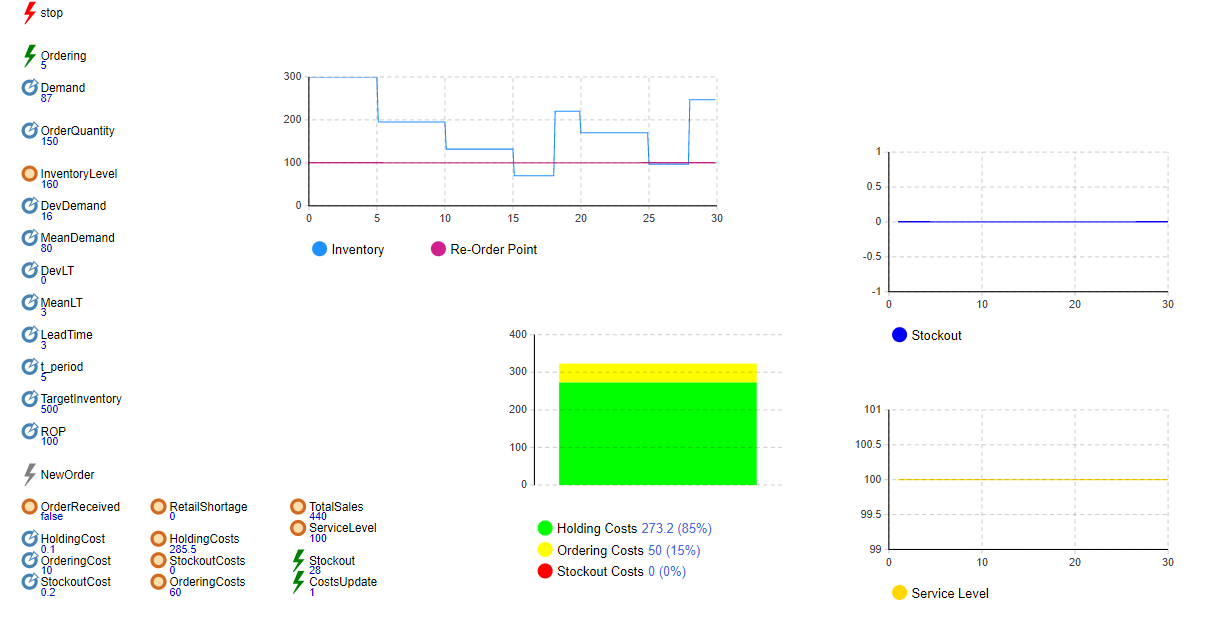 stop
Ordering
5
Demand
87
OrderQuantity
150
InventoryLevel
160
DevDemand
16
MeanDemand
80
DevLT
0
MeanLT
3
LeadTime
3
t_period
5
TargetInventory
500
ROP
100
NewOrder
OrderReceived RetailShortage TotalSales
false 0 440
ServiceLevel
100
HoldingCost HoldingCosts
0.1 285.5
OrderingCost StockoutCosts Stockout
10 0 28
StockoutCost OrderingCosts CostsUpdate
0.2 60 1
300
200
100
0
0 5 10 15 20 25 30
Inventory Re-Order Point
400
300
200
100
0
Holding Costs 273.2 (85%)
Ordering Costs 50 (15%)
Stockout Costs 0 (0%)
1
0.5
0
-0.5
-1
0 10 20 30
Stockout
101
100.5
100
99.5
99
0 10 20 30
Service Level